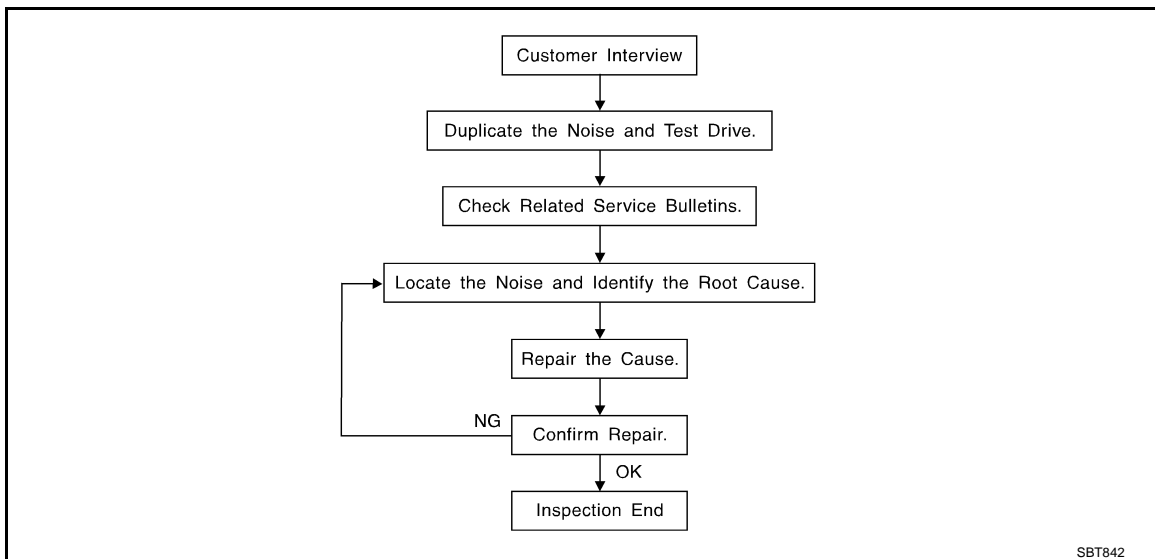 Customer Interview
Duplicate the Noise and Test Drive.
Check Related Service Bulletins.
Locate the Noise and Identify the Root Cause.
Repair the Cause.
NG
Confirm Repair.
OK
Inspection End
SBT842